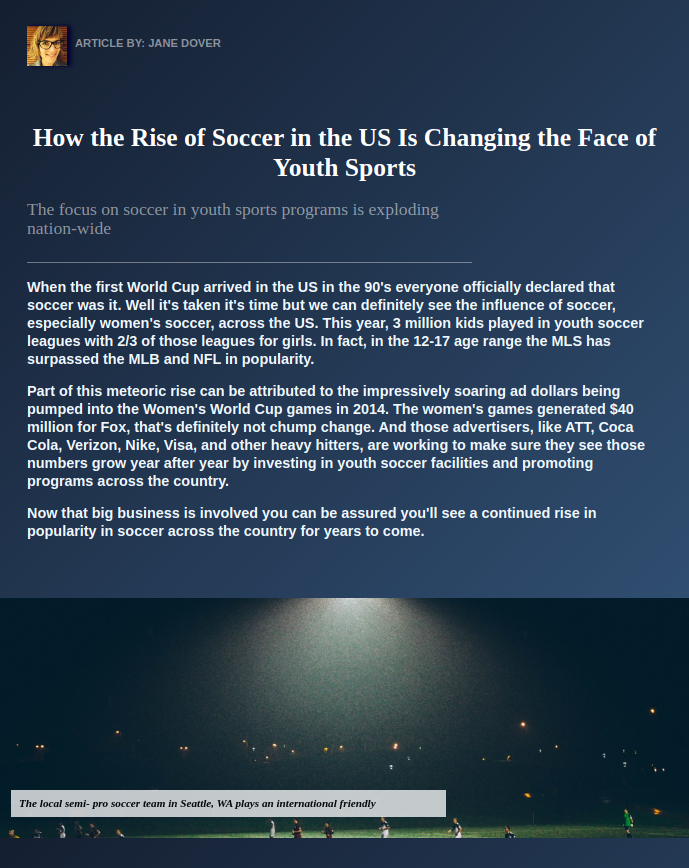 ARTICLE BY: JANE DOVER
How the Rise of Soccer in the US Is Changing the Face of
Youth Sports
The focus on soccer in youth sports programs is exploding
nation-wide
When the first World Cup arrived in the US in the 90's everyone officially declared that
soccer was it. Well it's taken it's time but we can definitely see the influence of soccer,
especially women's soccer, across the US. This year, 3 million kids played in youth soccer
leagues with 2/3 of those leagues for girls. In fact, in the 12-17 age range the MLS has
surpassed the MLB and NFL in popularity.
Part of this meteoric rise can be attributed to the impressively soaring ad dollars being
pumped into the Women's World Cup games in 2014. The women's games generated $40
million for Fox, that's definitely not chump change. And those advertisers, like ATT, Coca
Cola, Verizon, Nike, Visa, and other heavy hitters, are working to make sure they see those
numbers grow year after year by investing in youth soccer facilities and promoting
programs across the country.
Now that big business is involved you can be assured you'll see a continued rise in
popularity in soccer across the country for years to come.
The local semi- pro soccer team in Seattle, WA plays an international friendly